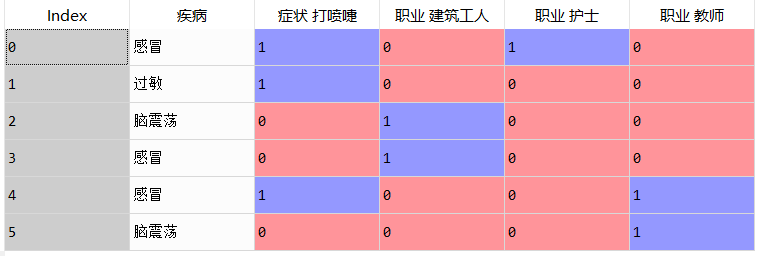 Index 疾病 症状 打喷嚏 职业 建筑工人 职业 护士 职业 教师
0 感冒 1 0 1 0
1 过敏 1 0 0 0
2 脑震荡 0 1 0 0
3 感冒 0 1 0 0
4 感冒 1 0 0 1
5 脑震荡 0 0 0 1